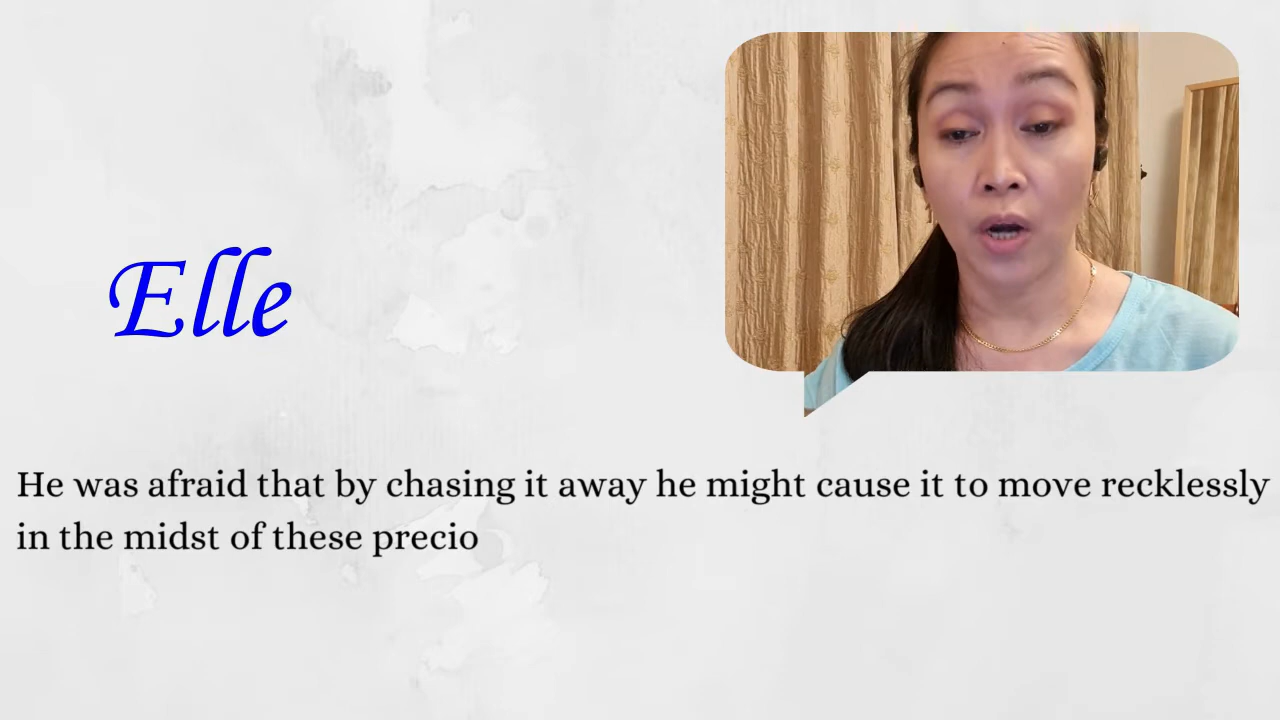 Elle
He was afraid that by chasing it away he might cause it to move recklessly
in the midst of these precio